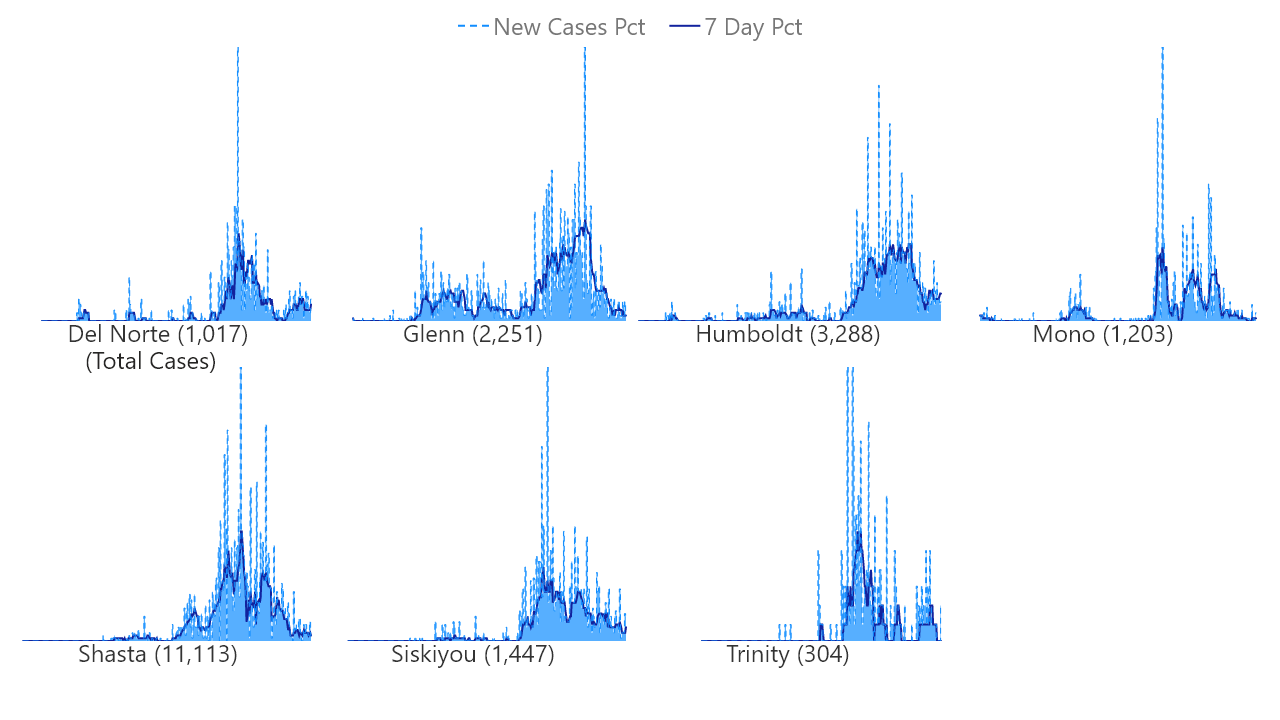 New Cases Pct 7 Day Pct
Del Norte (1,017)
(Total Cases)
Glenn (2,251)
Humboldt (3,288)
Mono (1,203)
Shasta (11,113)
Siskiyou (1,447)
Trinity (304)